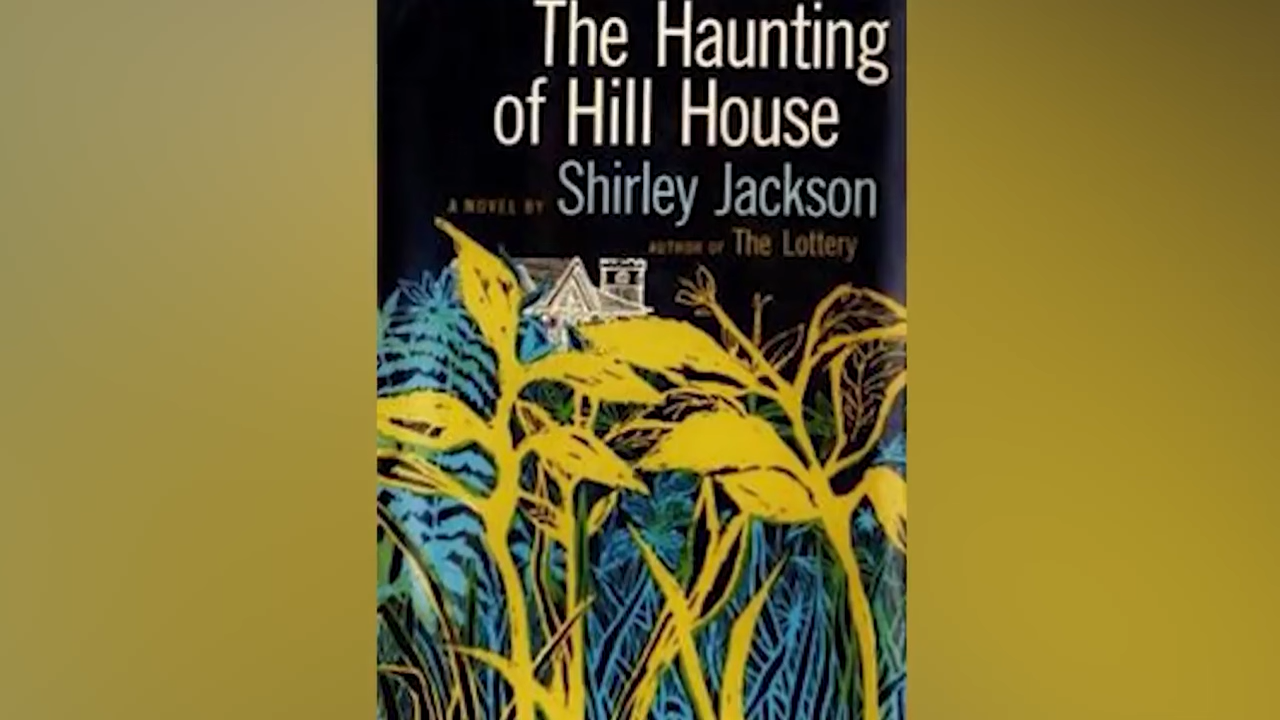 The Haunting
of Hill House
A NOVEL BY Shirley Jackson
AUTHOR OF The Lottery